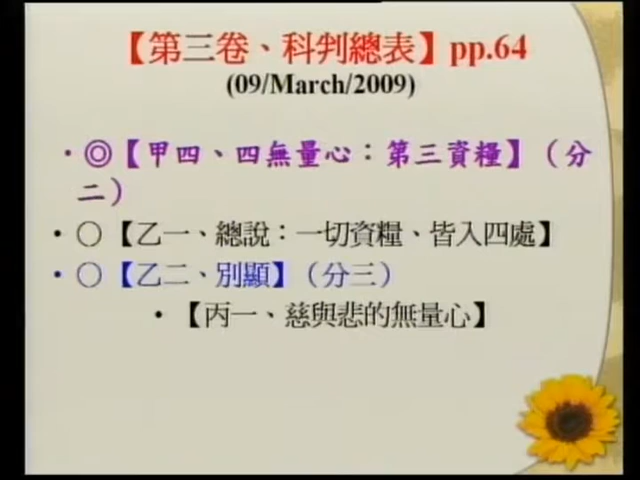 【第三卷、科判總表】pp.64
(09/March/2009)
•◎【甲四、四無量心：第三資糧】（分
二）
•○【乙一、總說：一切資糧、皆入四處】
•○【乙二、別顯】（分三）
•【丙一、慈與悲的無量心】